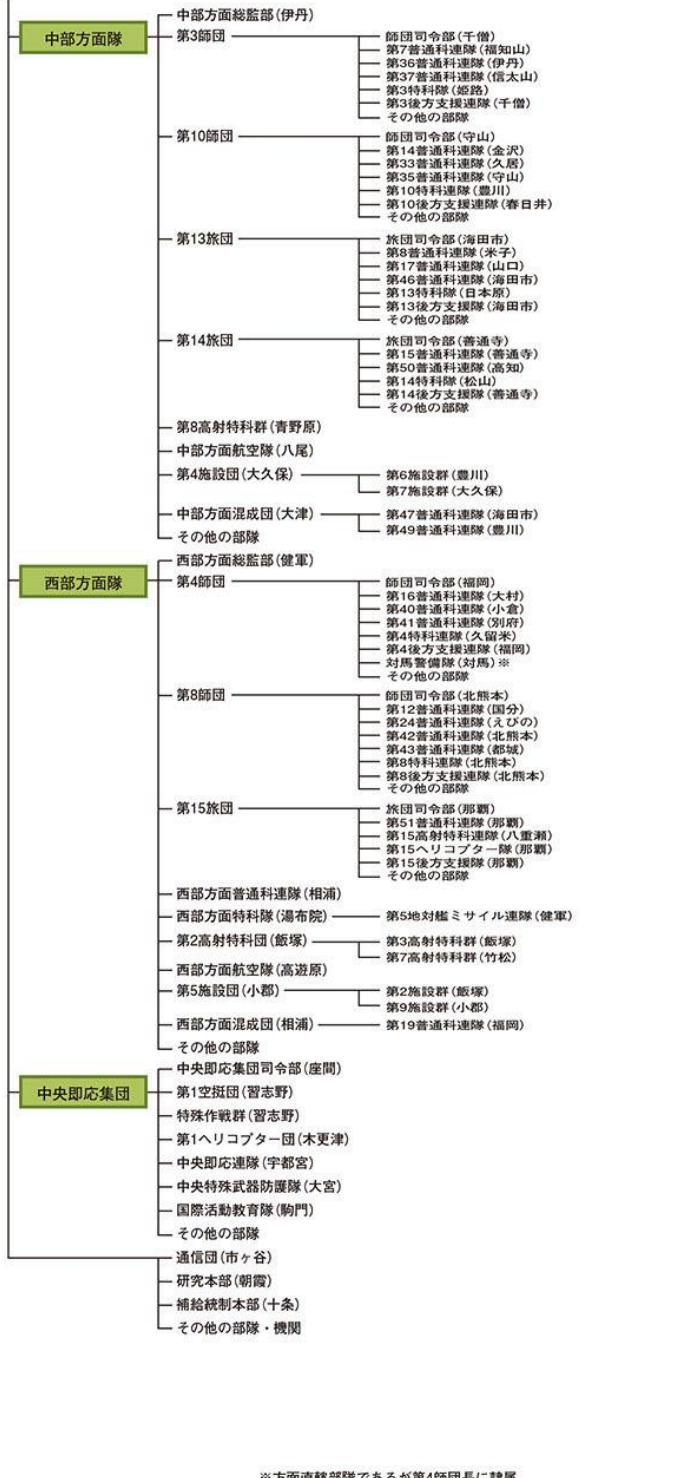 中部方面隊
中部方面総監部(伊丹)
第3師団
師団司令部(千僧)
第7普通科連隊(福知山)
第36普通科連隊(伊丹)
第37普通科連隊(信太山)
第3特科隊(姫路)
第3後方支援連隊(千僧)
その他の部隊
第10師団
師団司令部(守山)
第14普通科連隊(金沢)
第33普通科連隊(久居)
第35普通科連隊(守山)
第10特科連隊(豊川)
第10後方支援連隊(春日井)
その他の部隊
第13旅団
旅団司令部(海田市)
第8普通科連隊(米子)
第17普通科連隊(山口)
第46普通科連隊(海田市)
第13特科隊(日本原)
第13後方支援隊(海田市)
その他の部隊
第14旅団
旅団司令部(善通寺)
第15普通科連隊(善通寺)
第50普通科連隊(高知)
第14特科隊(松山)
第14後方支援隊(善通寺)
その他の部隊
第8高射特科群(青野原)
中部方面航空隊(八尾)
第4施設団(大久保)
第6施設群(豊川)
第7施設群(大久保)
中部方面混成団(大津)
第47普通科連隊(海田市)
第49普通科連隊(豊川)
その他の部隊
西部方面隊
西部方面総監部(健軍)
第4師団
師団司令部(福岡)
第16普通科連隊(大村)
第40普通科連隊(小倉)
第41普通科連隊(別府)
第4特科連隊(久留米)
第4後方支援連隊(福岡)
対馬警備隊(対馬)※
その他の部隊
第8師団
師団司令部(北熊本)
第12普通科連隊(国分)
第24普通科連隊(えびの)
第42普通科連隊(北熊本)
第43普通科連隊(都城)
第8特科連隊(北熊本)
第8後方支援連隊(北熊本)
その他の部隊
第15旅団
旅団司令部(那覇)
第51普通科連隊(那覇)
第15高射特科連隊(八重瀬)
第15ヘリコプター隊(那覇)
第15後方支援隊(那覇)
その他の部隊
西部方面普通科連隊(相浦)
西部方面特科隊(湯布院)
第5地対艦ミサイル連隊(健軍)
第2高射特科団(飯塚)
第3高射特科群(飯塚)
第7高射特科群(竹松)
西部方面航空隊(高遊原)
第5施設団(小郡)
第2施設群(飯塚)
第9施設群(小郡)
西部方面混成団(相浦)
第19普通科連隊(福岡)
その他の部隊
中央即応集団
中央即応集団司令部(座間)
第1空挺団(習志野)
特殊作戦群(習志野)
第1ヘリコプター団(木更津)
中央即応連隊(宇都宮)
中央特殊武器防護隊(大宮)
国際活動教育隊(駒門)
その他の部隊
通信団(市ヶ谷)
研究本部(朝霞)
補給統制本部(十条)
その他の部隊・機関
※方面直轄部隊であるが第4師団長に隷属